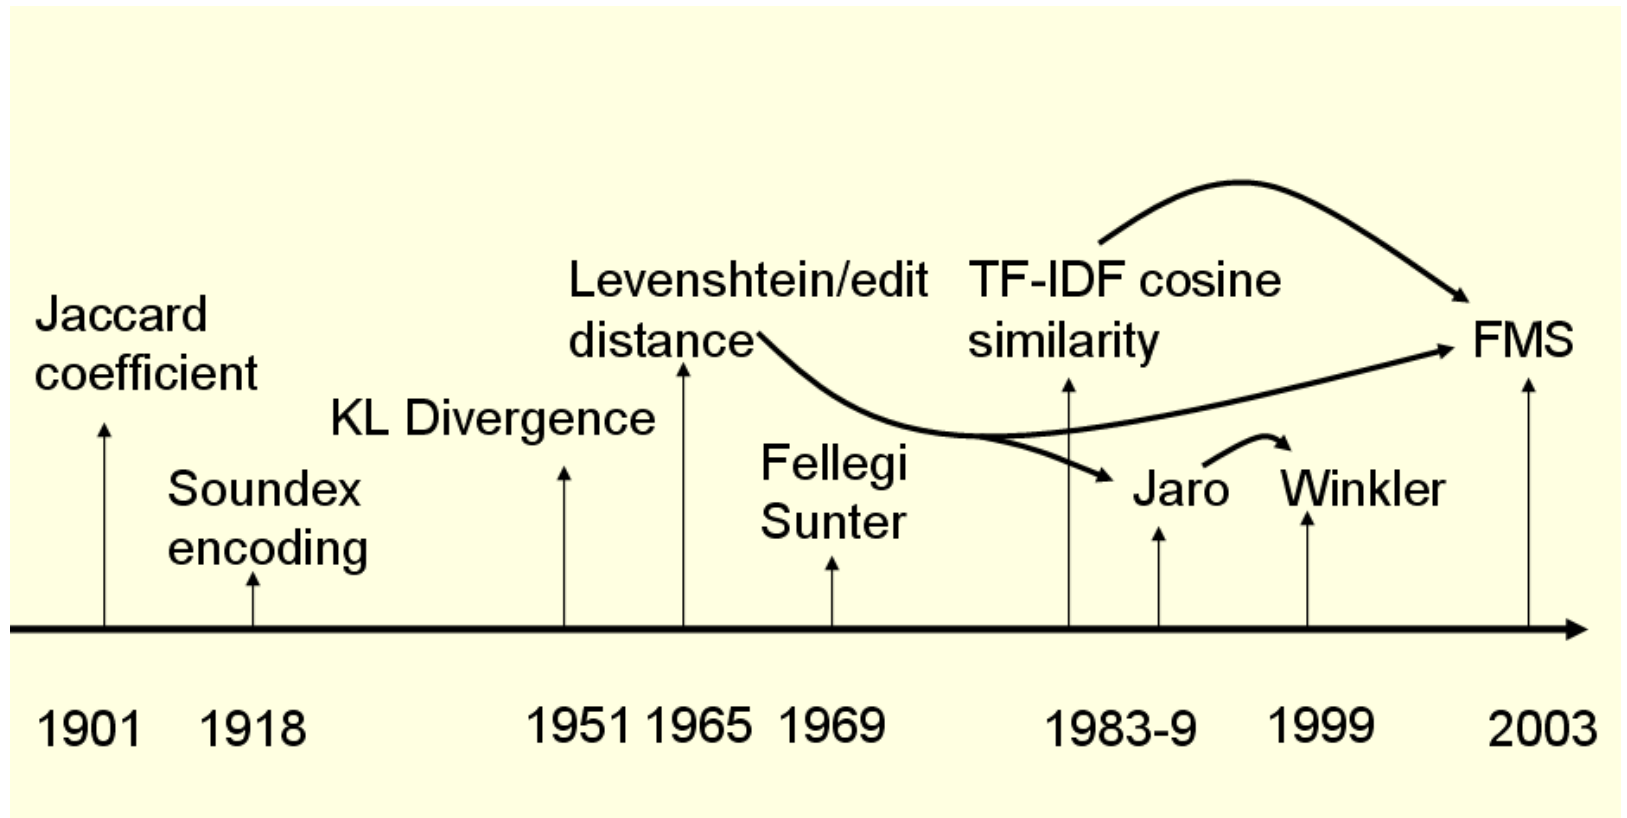 Jaccard
coefficient
Soundex
encoding
KL Divergence
Levenshtein/edit
distance
Fellegi
Sunter
TF-IDF cosine
similarity
Jaro
Winkler
FMS
1901
1918
1951
1965
1969
1983-9
1999
2003